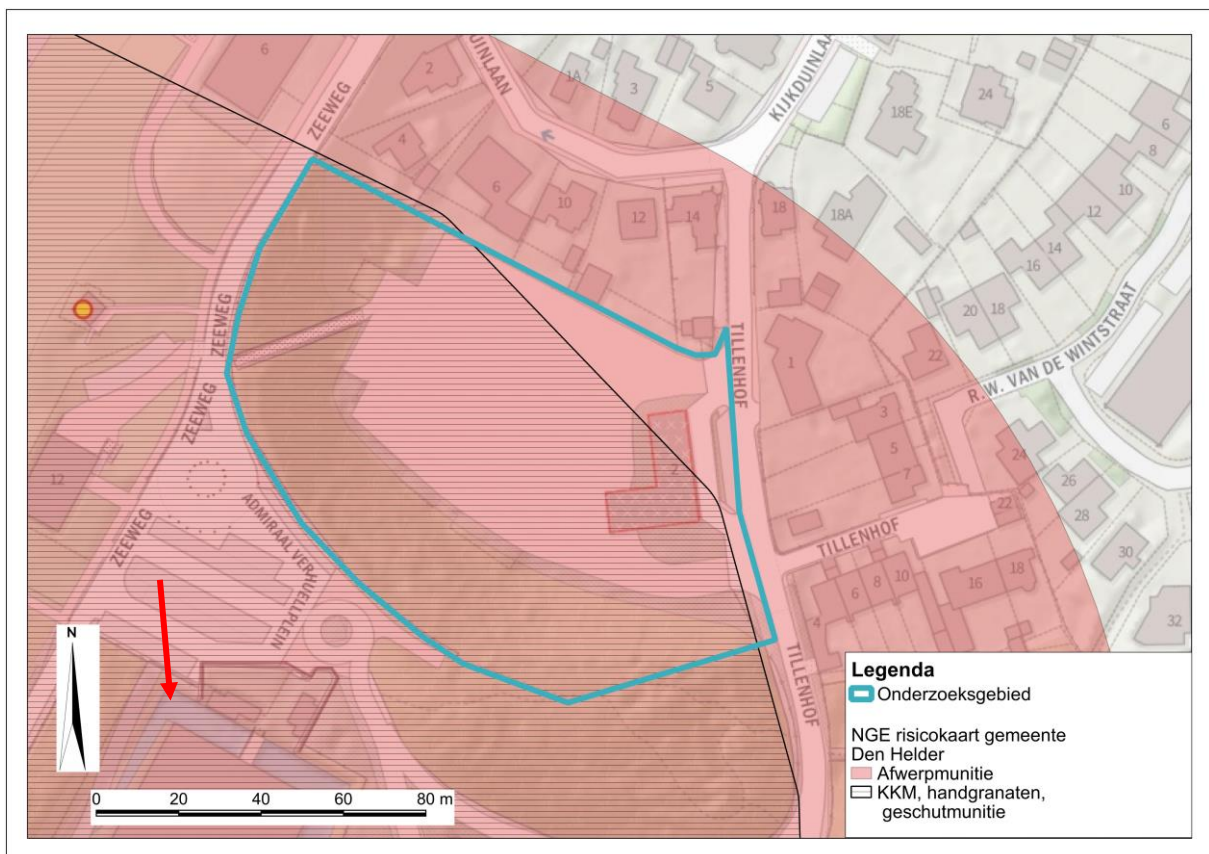 6
2
UINLAAN
1A
3
5
KIJKDUINLAA
18E
24
6
8
10
12
14
16
ZEEWEG
4
6
10
12
14
18
18A
20
18
R.W. VAN DE WINTSTRAAT
ZEEWEG
TILLENHOF
1
22
3
5
7
2
24
26
28
30
32
22
ZEEWEG
12
ZEEWEG
ADMIRAAL VERHUELLPLEIN
TILLENHOF
4
6
8
10
16
18
TILLENHOF
N
0 20 40 60 80 m
Legenda
Onderzoeksgebied
NGE risicokaart gemeente
Den Helder
Afwerpmunitie
KKM, handgranaten,
geschutmunitie